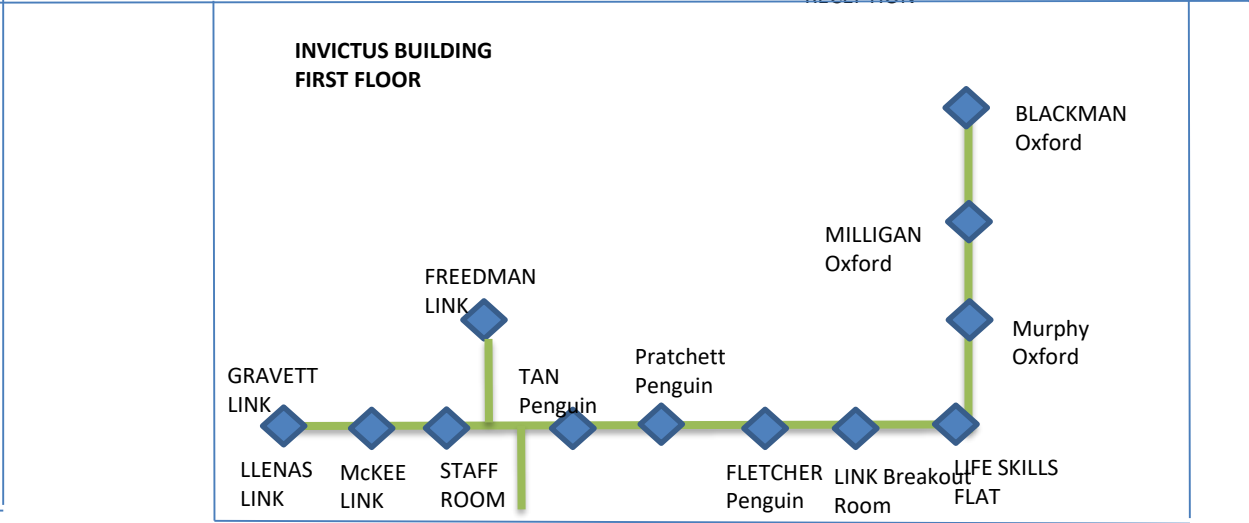 RECEPTION
INVICTUS BUILDING
FIRST FLOOR
BLACKMAN
Oxford
MILLIGAN
Oxford
FREEDMAN
LINK
Murphy
Oxford
Pratchett
Penguin
TAN
Penguin
GRAVETT
LINK
LLENAS
LINK
McKEE
LINK
STAFF
ROOM
FLETCHER
Penguin
LINK Breakout
Room
LIFE SKILLS
FLAT